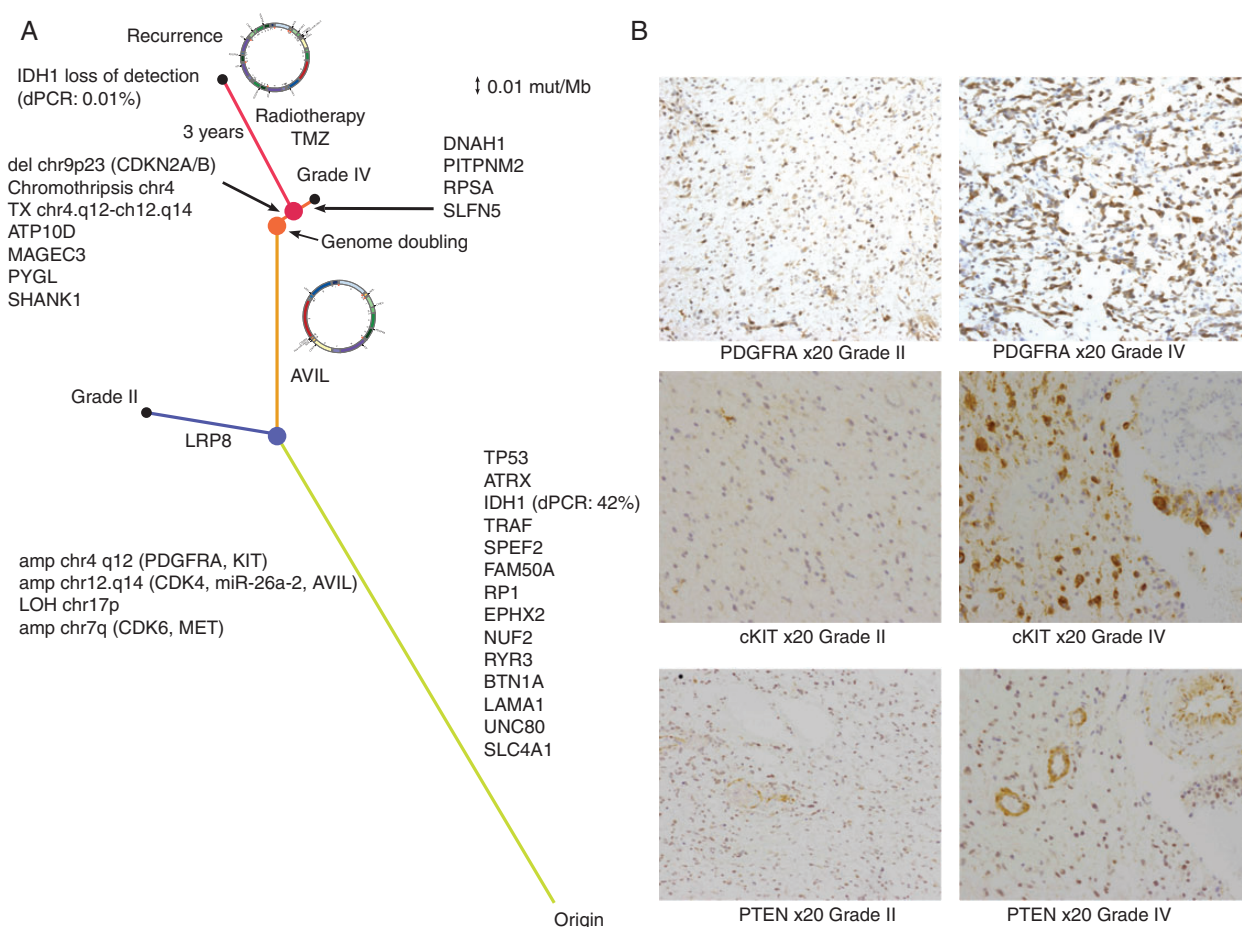 A
Recurrence
IDH1 loss of detection
(dPCR: 0.01%)
0.01 mut/Mb
3 years
Radiotherapy
TMZ
del chr9p23 (CDKN2A/B)
Chromothripsis chr4
TX chr4.q12-ch12.q14
ATP10D
MAGEC3
PYGL
SHANK1
Grade IV
DNAH1
PITPNM2
RPSA
SLFN5
Genome doubling
AVIL
Grade II
LRP8
TP53
ATRX
IDH1 (dPCR: 42%)
TRAF
SPEF2
FAM50A
RP1
EPHX2
NUF2
RYR3
BTN1A
LAMA1
UNC80
SLC4A1
amp chr4 q12 (PDGFRA, KIT)
amp chr12.q14 (CDK4, miR-26a-2, AVIL)
LOH chr17p
amp chr7q (CDK6, MET)
Origin
B
PDGFRA x20 Grade II
PDGFRA x20 Grade IV
cKIT x20 Grade II
cKIT x20 Grade IV
PTEN x20 Grade II
PTEN x20 Grade IV